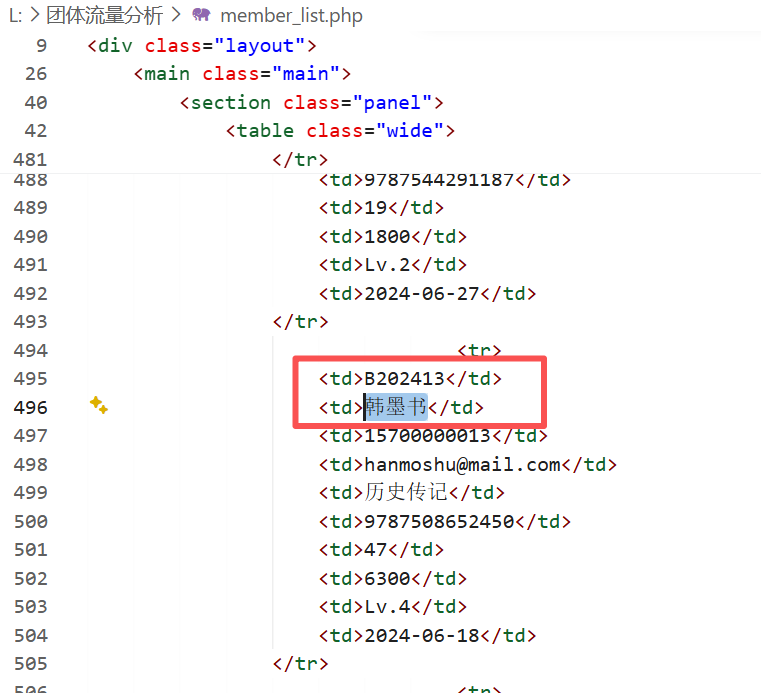 L: > 团体流量分析 > member_list.php
9 <div class="layout">
26 <main class="main">
40 <section class="panel">
42 <table class="wide">
481 </tr>
488 <td>9787544291187</td>
489 <td>19</td>
490 <td>1800</td>
491 <td>Lv.2</td>
492 <td>2024-06-27</td>
493 </tr>
494 <tr>
495 <td>B202413</td>
496 <td>韩墨书</td>
497 <td>15700000013</td>
498 <td>hanmoshu@mail.com</td>
499 <td>历史传记</td>
500 <td>9787508652450</td>
501 <td>47</td>
502 <td>6300</td>
503 <td>Lv.4</td>
504 <td>2024-06-18</td>
505 </tr>
506 <tr>